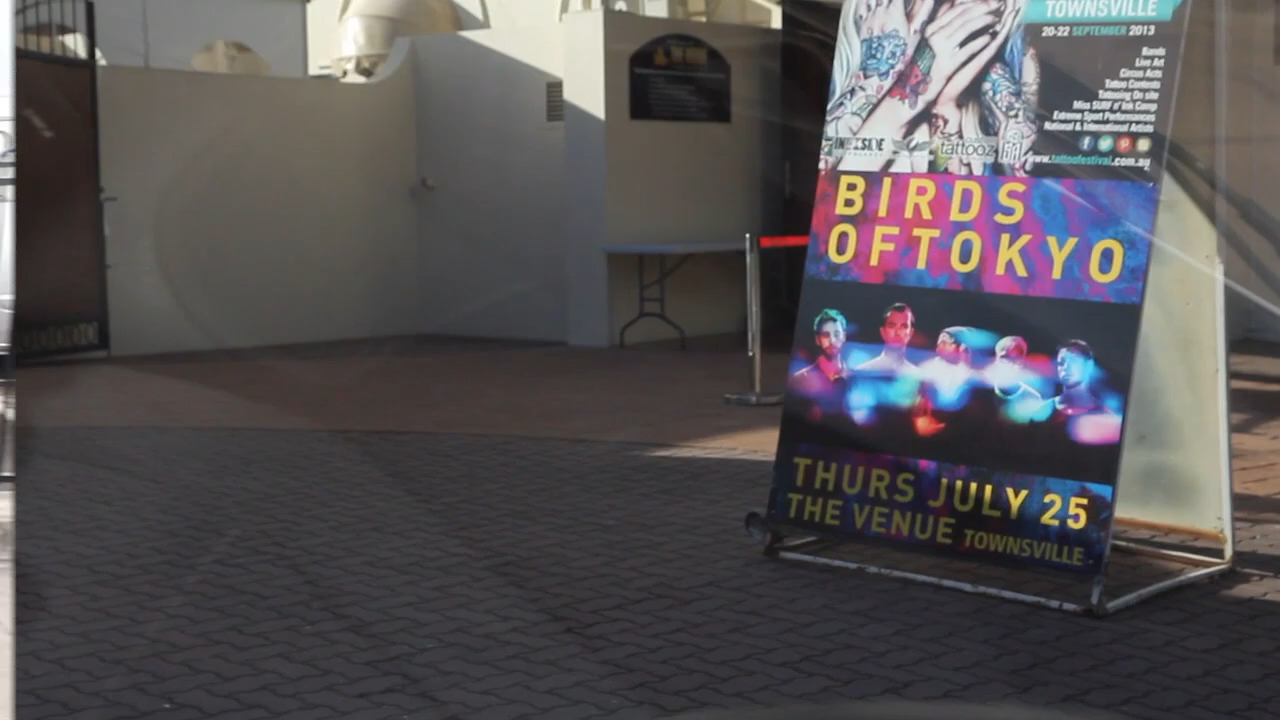 TOWNSVILLE
20-22 SEPTEMBER 2013
Bands
Live Art
Circus Acts
Tattoo Contests
Tattooing On site
Miss SURF n' Ink Comp
Extreme Sport Performances
National & International Artists
tattooz
www.tattoofestival.com.au
BIRDS
OFTOKYO
THURS JULY 25
THE VENUE TOWNSVILLE